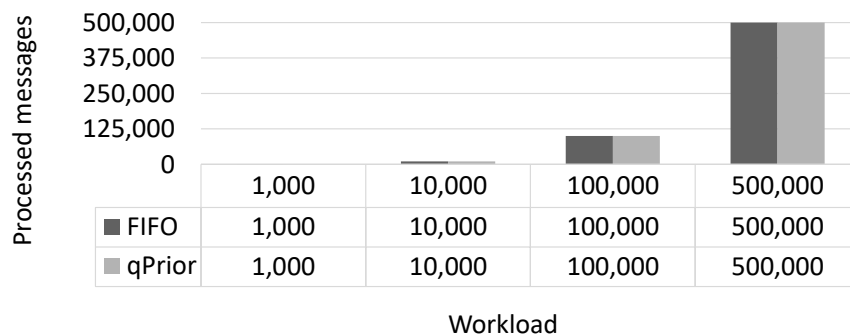 Processed messages
500,000
375,000
250,000
125,000
0
1,000 10,000 100,000 500,000
FIFO 1,000 10,000 100,000 500,000
qPrior 1,000 10,000 100,000 500,000
Workload